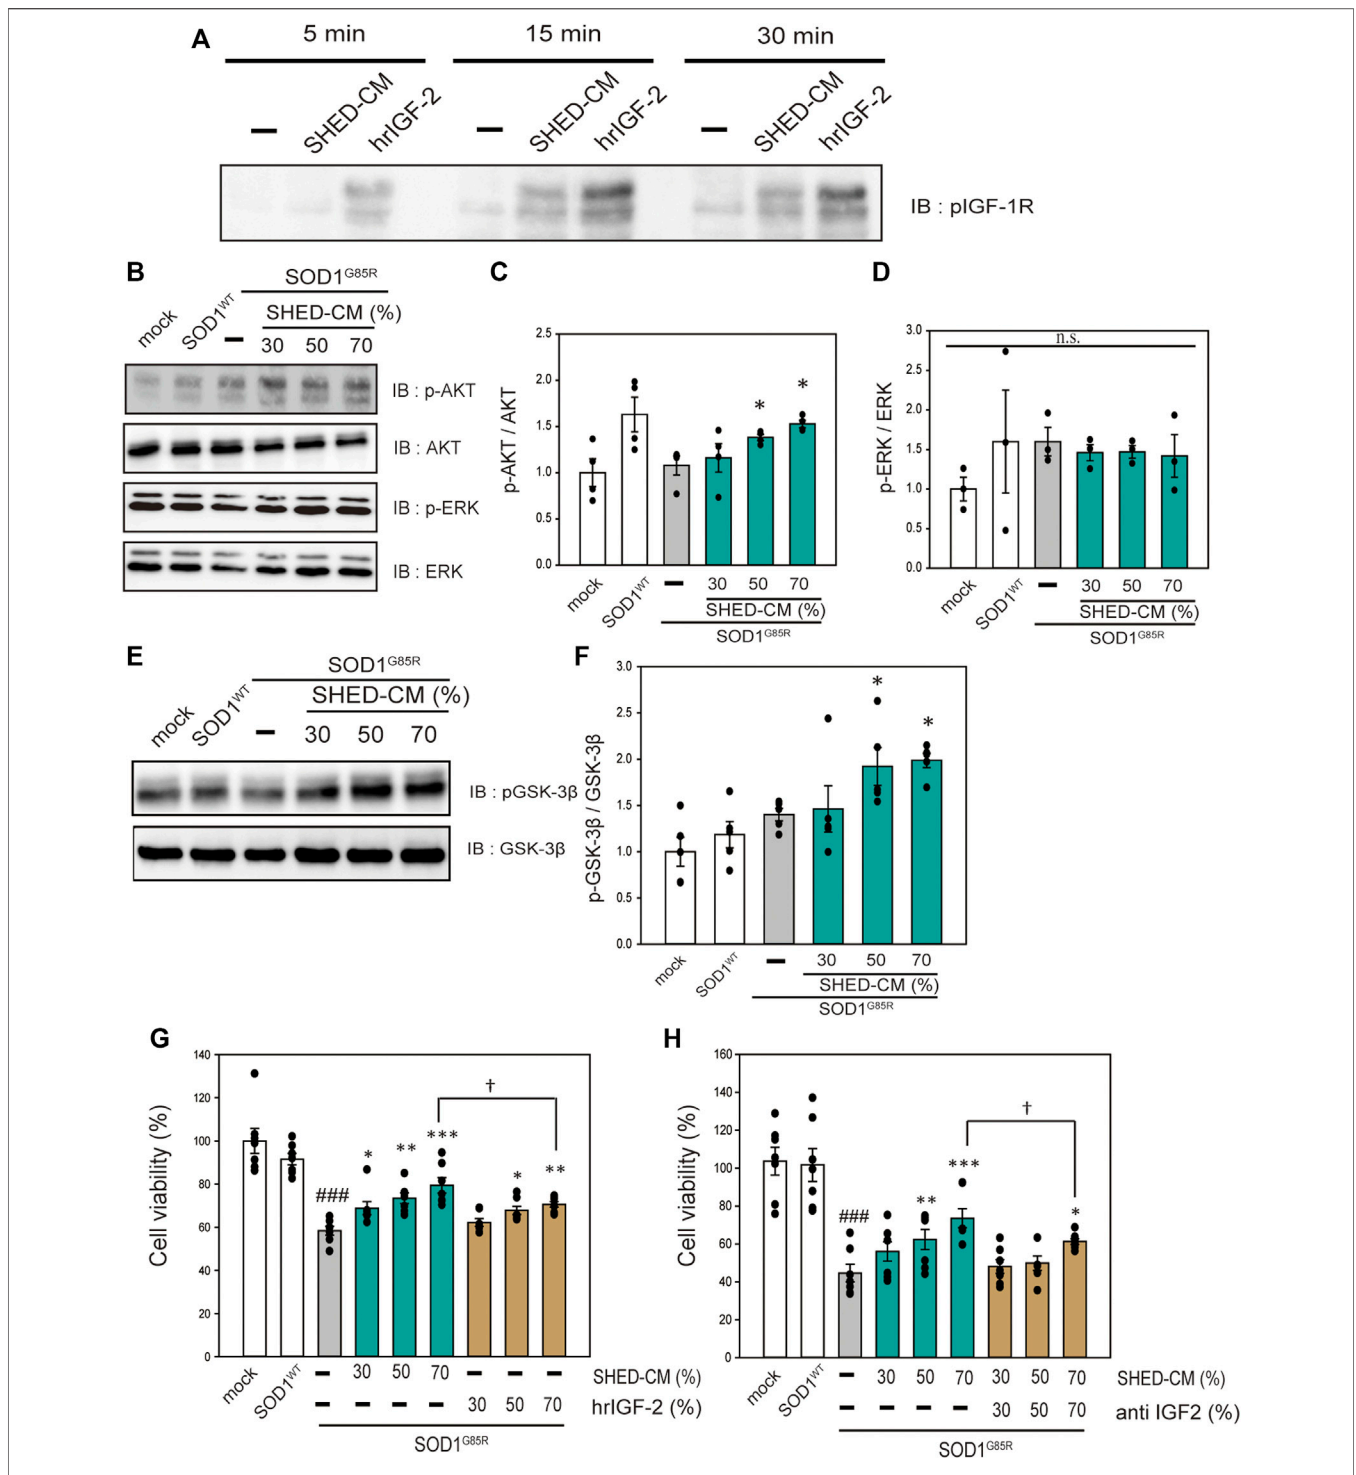 A
5 min 15 min 30 min
– SHED-CM hrIGF-2 – SHED-CM hrIGF-2 – SHED-CM hrIGF-2
IB : pIGF-1R
B
SOD1G85R
mock SOD1WT – SHED-CM (%)
30 50 70
IB : p-AKT
IB : AKT
IB : p-ERK
IB : ERK
C
p-AKT / AKT
2.5
2.0
1.5
1.0
0.5
0.0
* *
mock SOD1WT – 30 50 70
SHED-CM (%)
SOD1G85R
D
p-ERK / ERK
3.0
2.5
2.0
1.5
1.0
0.5
0.0
n.s.
mock SOD1WT – 30 50 70
SHED-CM (%)
SOD1G85R
E
SOD1G85R
mock SOD1WT – SHED-CM (%)
30 50 70
IB : pGSK-3β
IB : GSK-3β
F
p-GSK-3β / GSK-3β
3.0
2.5
2.0
1.5
1.0
0.5
0.0
* *
mock SOD1WT – 30 50 70
SHED-CM (%)
SOD1G85R
G
Cell viability (%)
140
120
100
80
60
40
20
0
†
### * ** *** * **
mock SOD1WT
– 30 50 70 – – – SHED-CM (%)
– – – – 30 50 70 hrIGF-2 (%)
SOD1G85R
H
Cell viability (%)
160
140
120
100
80
60
40
20
0
†
### ** *** *
mock SOD1WT
– 30 50 70 30 50 70 SHED-CM (%)
– – – – 30 50 70 anti IGF2 (%)
SOD1G85R